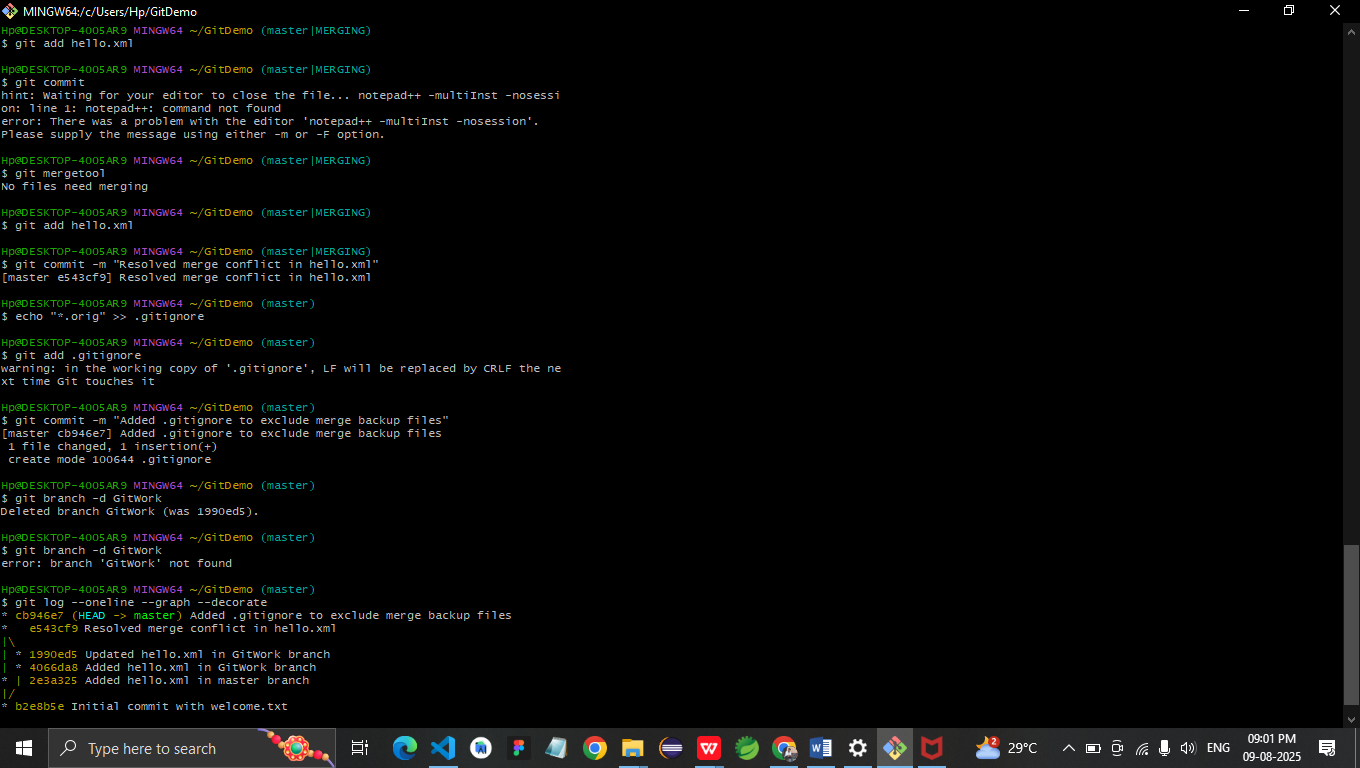 MINGW64:/c/Users/Hp/GitDemo
Hp@DESKTOP-4005AR9 MINGW64 ~/GitDemo (master|MERGING)
$ git add hello.xml
Hp@DESKTOP-4005AR9 MINGW64 ~/GitDemo (master|MERGING)
$ git commit
hint: Waiting for your editor to close the file... notepad++ -multiInst -nosessi
on: line 1: notepad++: command not found
error: There was a problem with the editor 'notepad++ -multiInst -nosession'.
Please supply the message using either -m or -F option.
Hp@DESKTOP-4005AR9 MINGW64 ~/GitDemo (master|MERGING)
$ git mergetool
No files need merging
Hp@DESKTOP-4005AR9 MINGW64 ~/GitDemo (master|MERGING)
$ git add hello.xml
Hp@DESKTOP-4005AR9 MINGW64 ~/GitDemo (master|MERGING)
$ git commit -m "Resolved merge conflict in hello.xml"
[master e543cf9] Resolved merge conflict in hello.xml
Hp@DESKTOP-4005AR9 MINGW64 ~/GitDemo (master)
$ echo "*.orig" >> .gitignore
Hp@DESKTOP-4005AR9 MINGW64 ~/GitDemo (master)
$ git add .gitignore
warning: in the working copy of '.gitignore', LF will be replaced by CRLF the ne
xt time Git touches it
Hp@DESKTOP-4005AR9 MINGW64 ~/GitDemo (master)
$ git commit -m "Added .gitignore to exclude merge backup files"
[master cb946e7] Added .gitignore to exclude merge backup files
 1 file changed, 1 insertion(+)
 create mode 100644 .gitignore
Hp@DESKTOP-4005AR9 MINGW64 ~/GitDemo (master)
$ git branch -d GitWork
Deleted branch GitWork (was 1990ed5).
Hp@DESKTOP-4005AR9 MINGW64 ~/GitDemo (master)
$ git branch -d GitWork
error: branch 'GitWork' not found
Hp@DESKTOP-4005AR9 MINGW64 ~/GitDemo (master)
$ git log --oneline --graph --decorate
* cb946e7 (HEAD -> master) Added .gitignore to exclude merge backup files
*   e543cf9 Resolved merge conflict in hello.xml
|\
| * 1990ed5 Updated hello.xml in GitWork branch
| * 4066da8 Added hello.xml in GitWork branch
* | 2e3a325 Added hello.xml in master branch
|/
* b2e8b5e Initial commit with welcome.txt
Type here to search
2
29°C
ENG
09:01 PM
09-08-2025